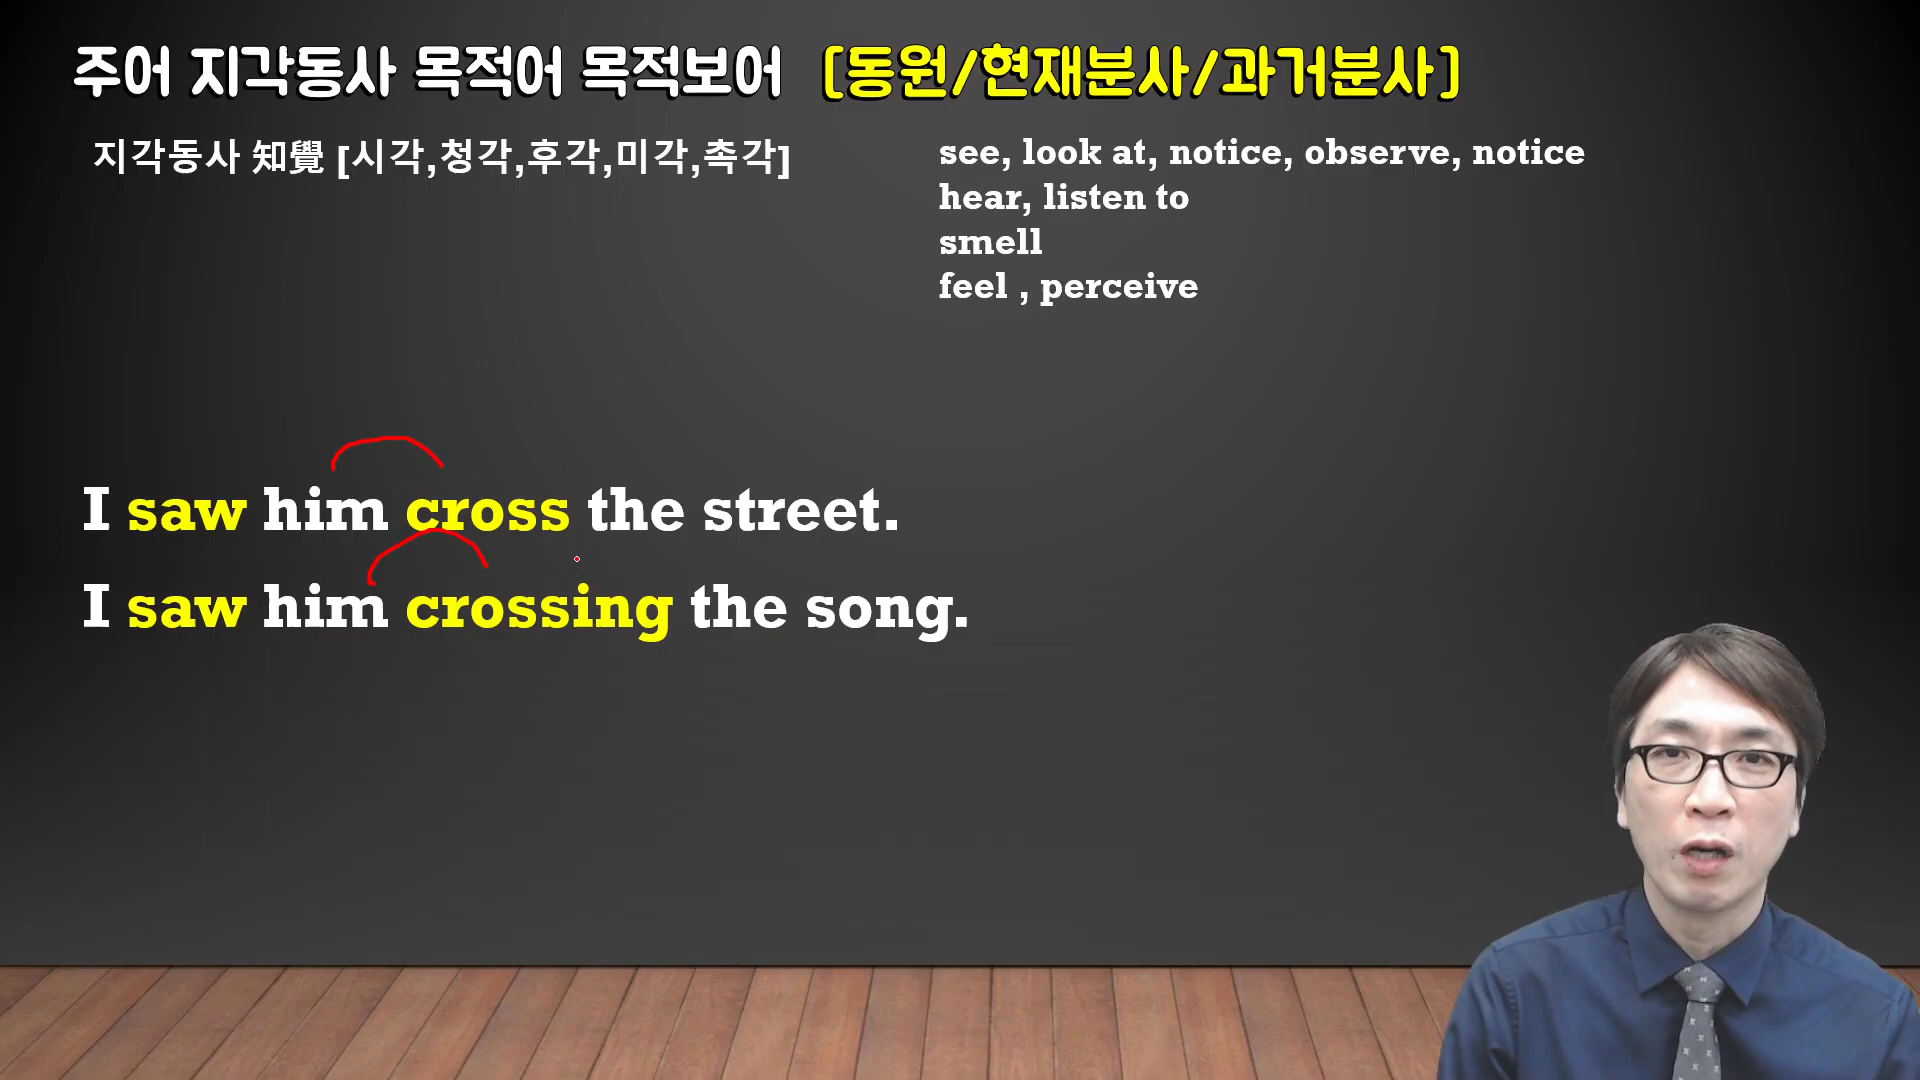 주어 지각동사 목적어 목적보어 [동원/현재분사/과거분사]
지각동사 知覺 [시각,청각,후각,미각,촉각]
see, look at, notice, observe, notice
hear, listen to
smell
feel , perceive
I saw him cross the street.
I saw him crossing the song.